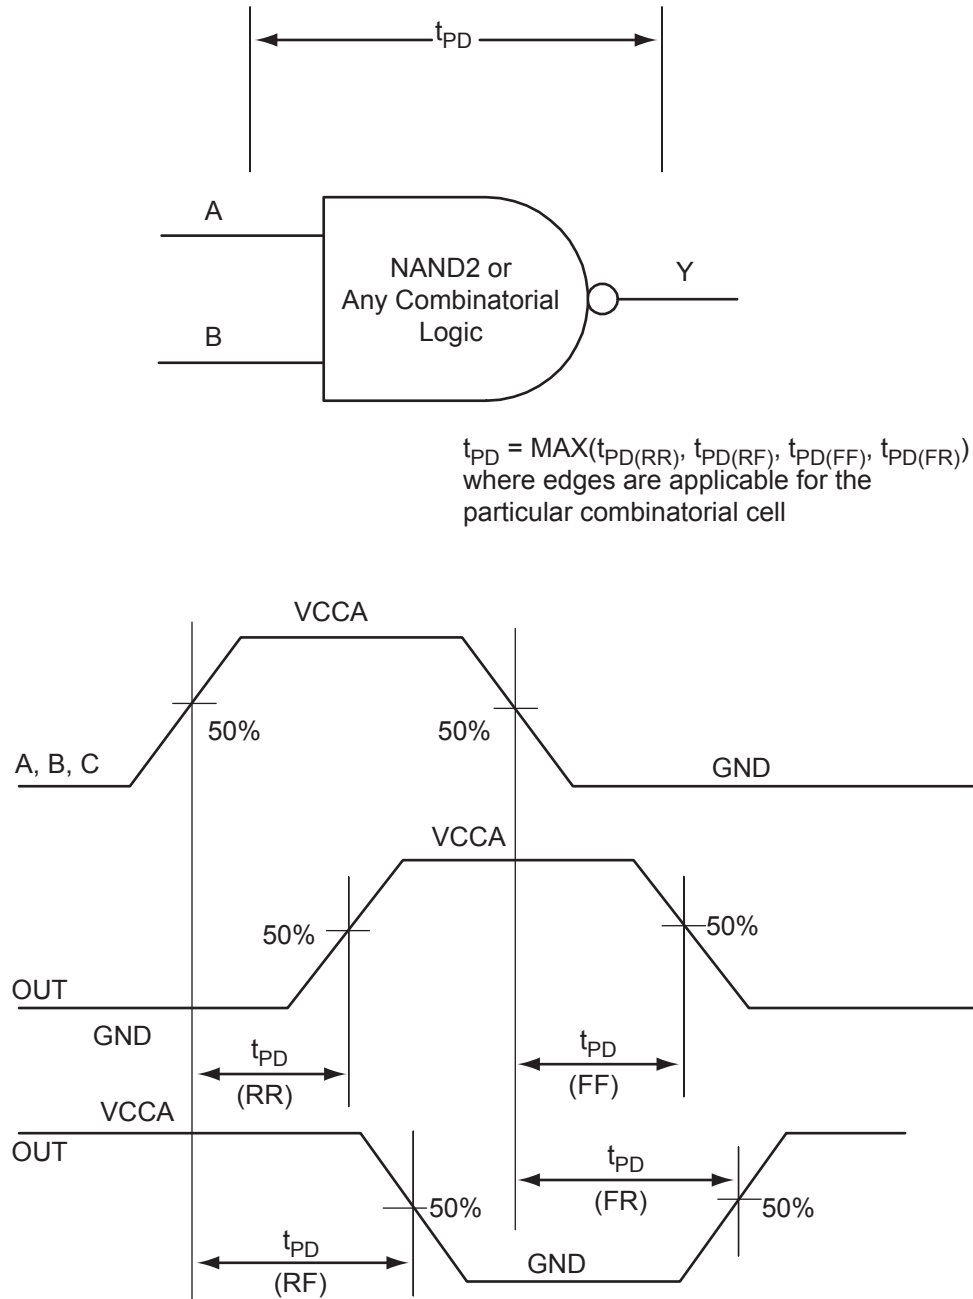 tPD
A
NAND2 or
Any Combinatorial
Logic
Y
B
tPD = MAX(tPD(RR), tPD(RF), tPD(FF), tPD(FR))
where edges are applicable for the
particular combinatorial cell
VCCA
50%
50%
A, B, C
GND
VCCA
50%
50%
OUT
GND
tPD
(RR)
tPD
(FF)
VCCA
OUT
tPD
(FR)
50%
50%
tPD
(RF)
GND